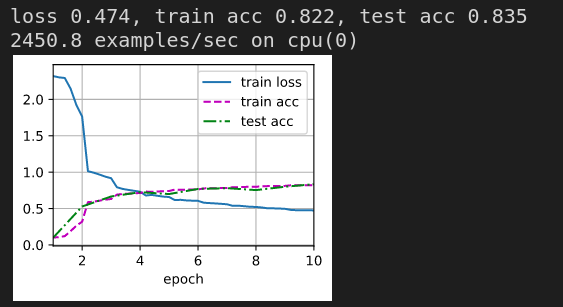 loss 0.474, train acc 0.822, test acc 0.835
2450.8 examples/sec on cpu(0)
train loss
train acc
test acc
2.0
1.5
1.0
0.5
0.0
2 4 6 8 10
epoch